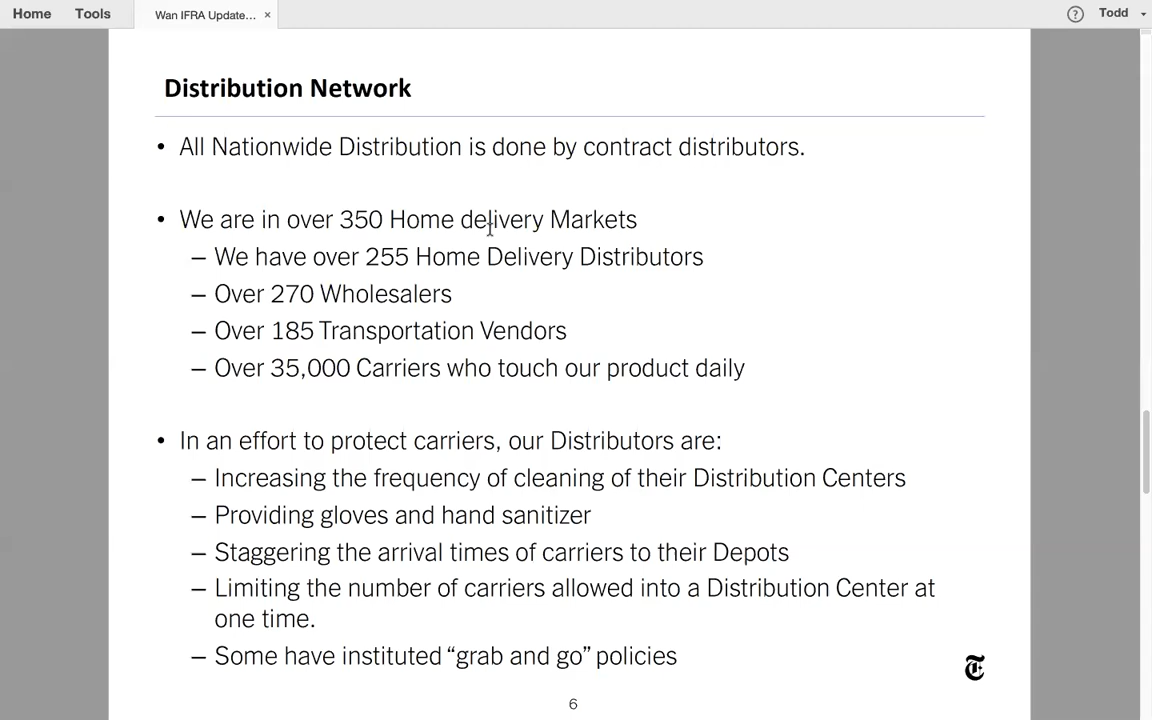 Home Tools Wan IFRA Update... × ? Todd
Distribution Network
• All Nationwide Distribution is done by contract distributors.
• We are in over 350 Home delivery Markets
– We have over 255 Home Delivery Distributors
– Over 270 Wholesalers
– Over 185 Transportation Vendors
– Over 35,000 Carriers who touch our product daily
• In an effort to protect carriers, our Distributors are:
– Increasing the frequency of cleaning of their Distribution Centers
– Providing gloves and hand sanitizer
– Staggering the arrival times of carriers to their Depots
– Limiting the number of carriers allowed into a Distribution Center at
one time.
– Some have instituted “grab and go” policies
T
6